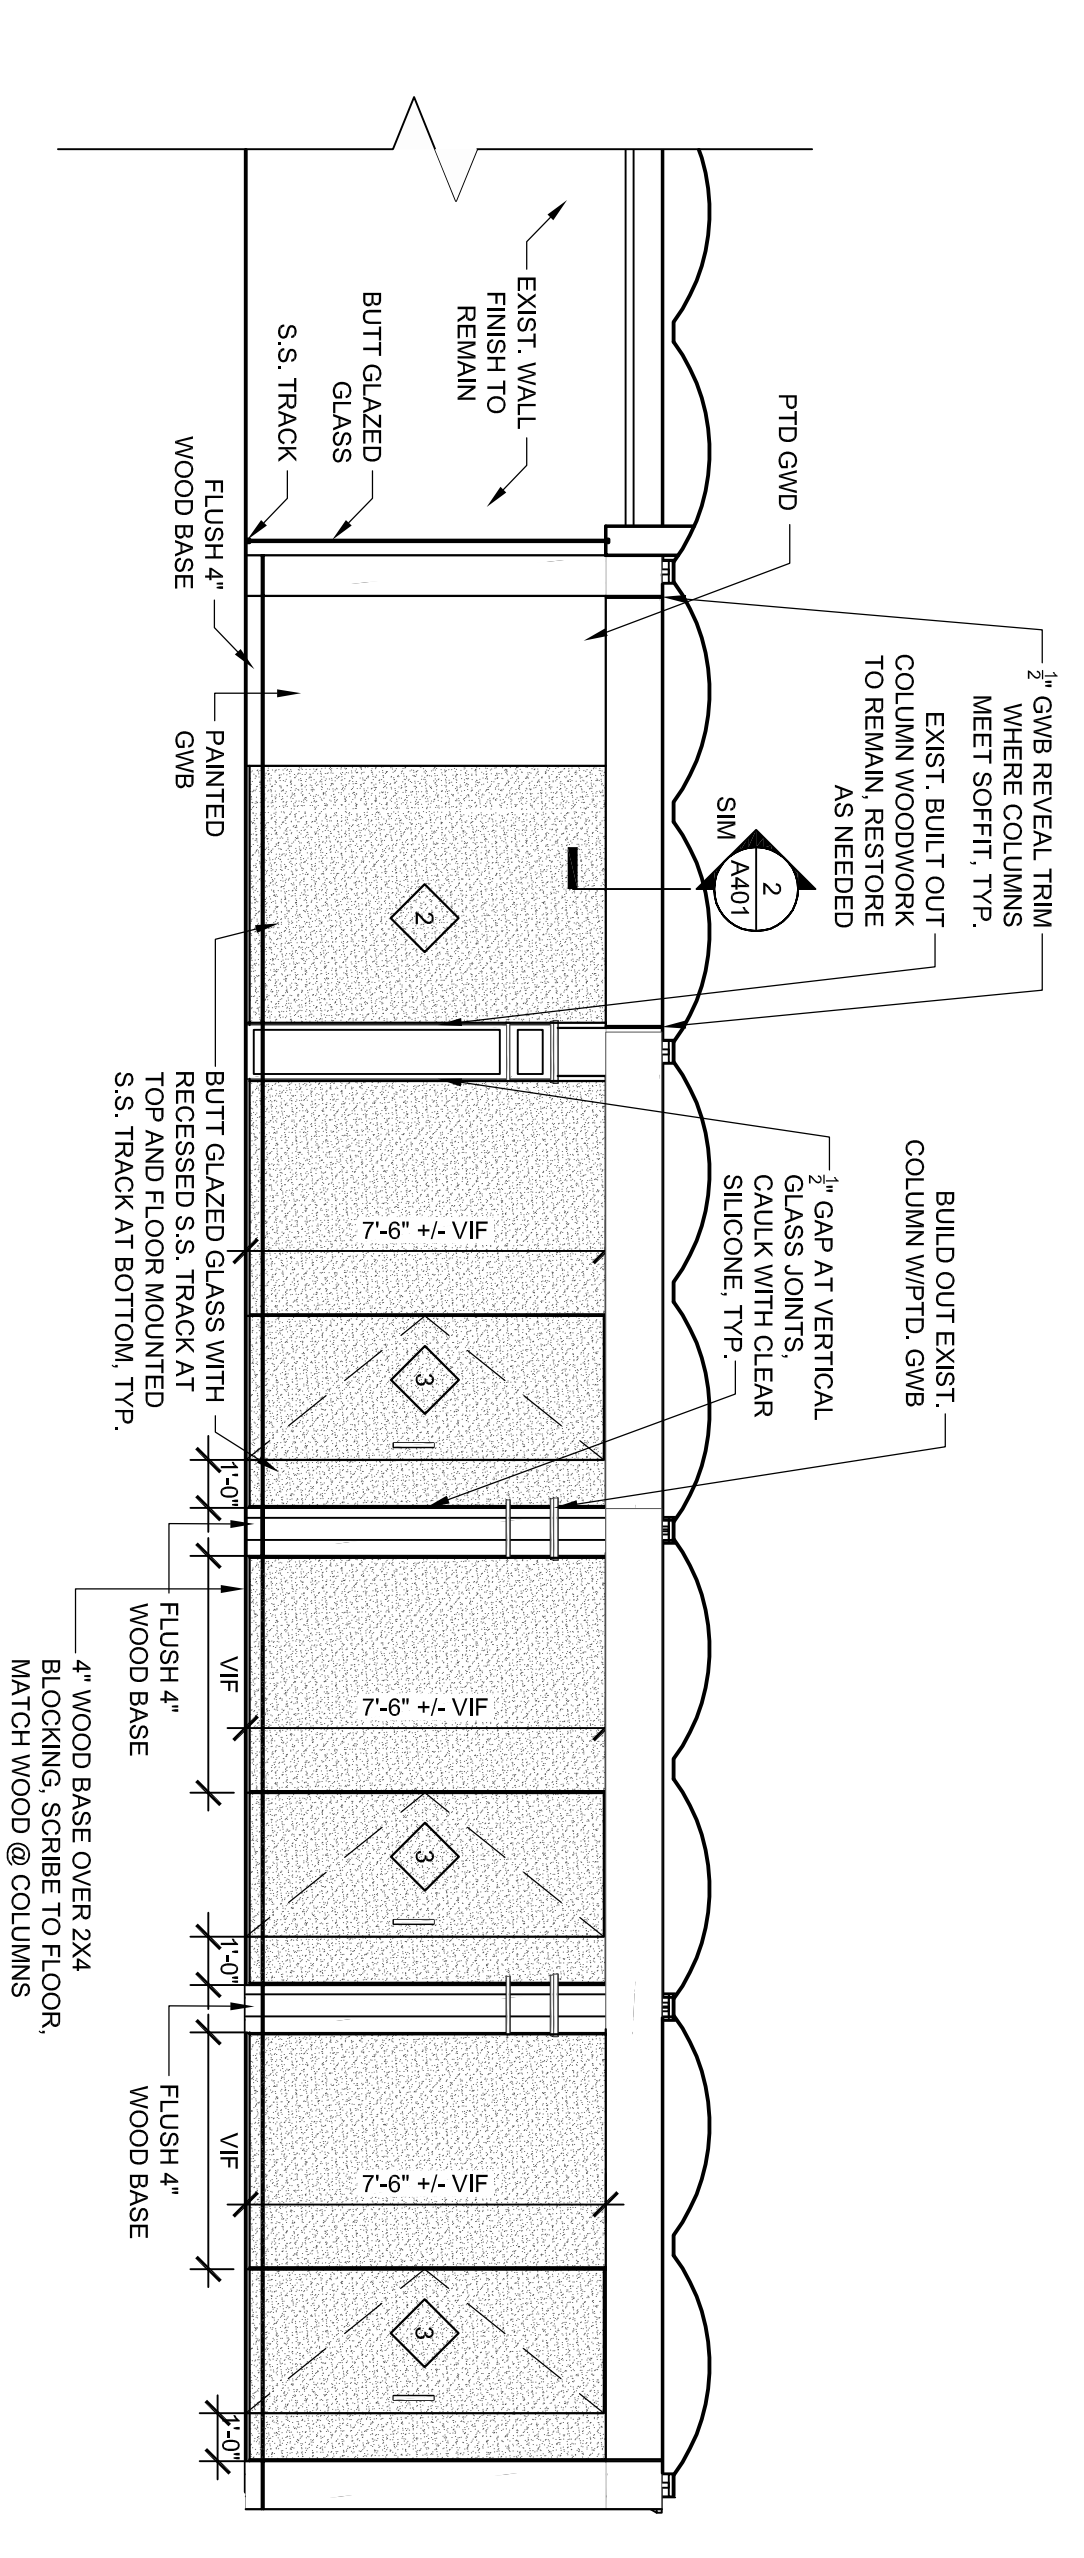 ½" GWB REVEAL TRIM
WHERE COLUMNS
MEET SOFFIT, TYP.
EXIST. BUILT OUT
COLUMN WOODWORK
TO REMAIN, RESTORE
AS NEEDED
BUILD OUT EXIST.
COLUMN W/PTD. GWB
½" GAP AT VERTICAL
GLASS JOINTS,
CAULK WITH CLEAR
SILICONE, TYP.
PTD GWD
2
A401
SIM
EXIST. WALL
FINISH TO
REMAIN
BUTT GLAZED
GLASS
S.S. TRACK
2
3
3
3
7'-6" +/- VIF
7'-6" +/- VIF
7'-6" +/- VIF
1'-0"
VIF
1'-0"
VIF
1'-0"
FLUSH 4"
WOOD BASE
PAINTED
GWB
BUTT GLAZED GLASS WITH
RECESSED S.S. TRACK AT
TOP AND FLOOR MOUNTED
S.S. TRACK AT BOTTOM, TYP.
FLUSH 4"
WOOD BASE
4" WOOD BASE OVER 2X4
BLOCKING, SCRIBE TO FLOOR,
MATCH WOOD @ COLUMNS
FLUSH 4"
WOOD BASE